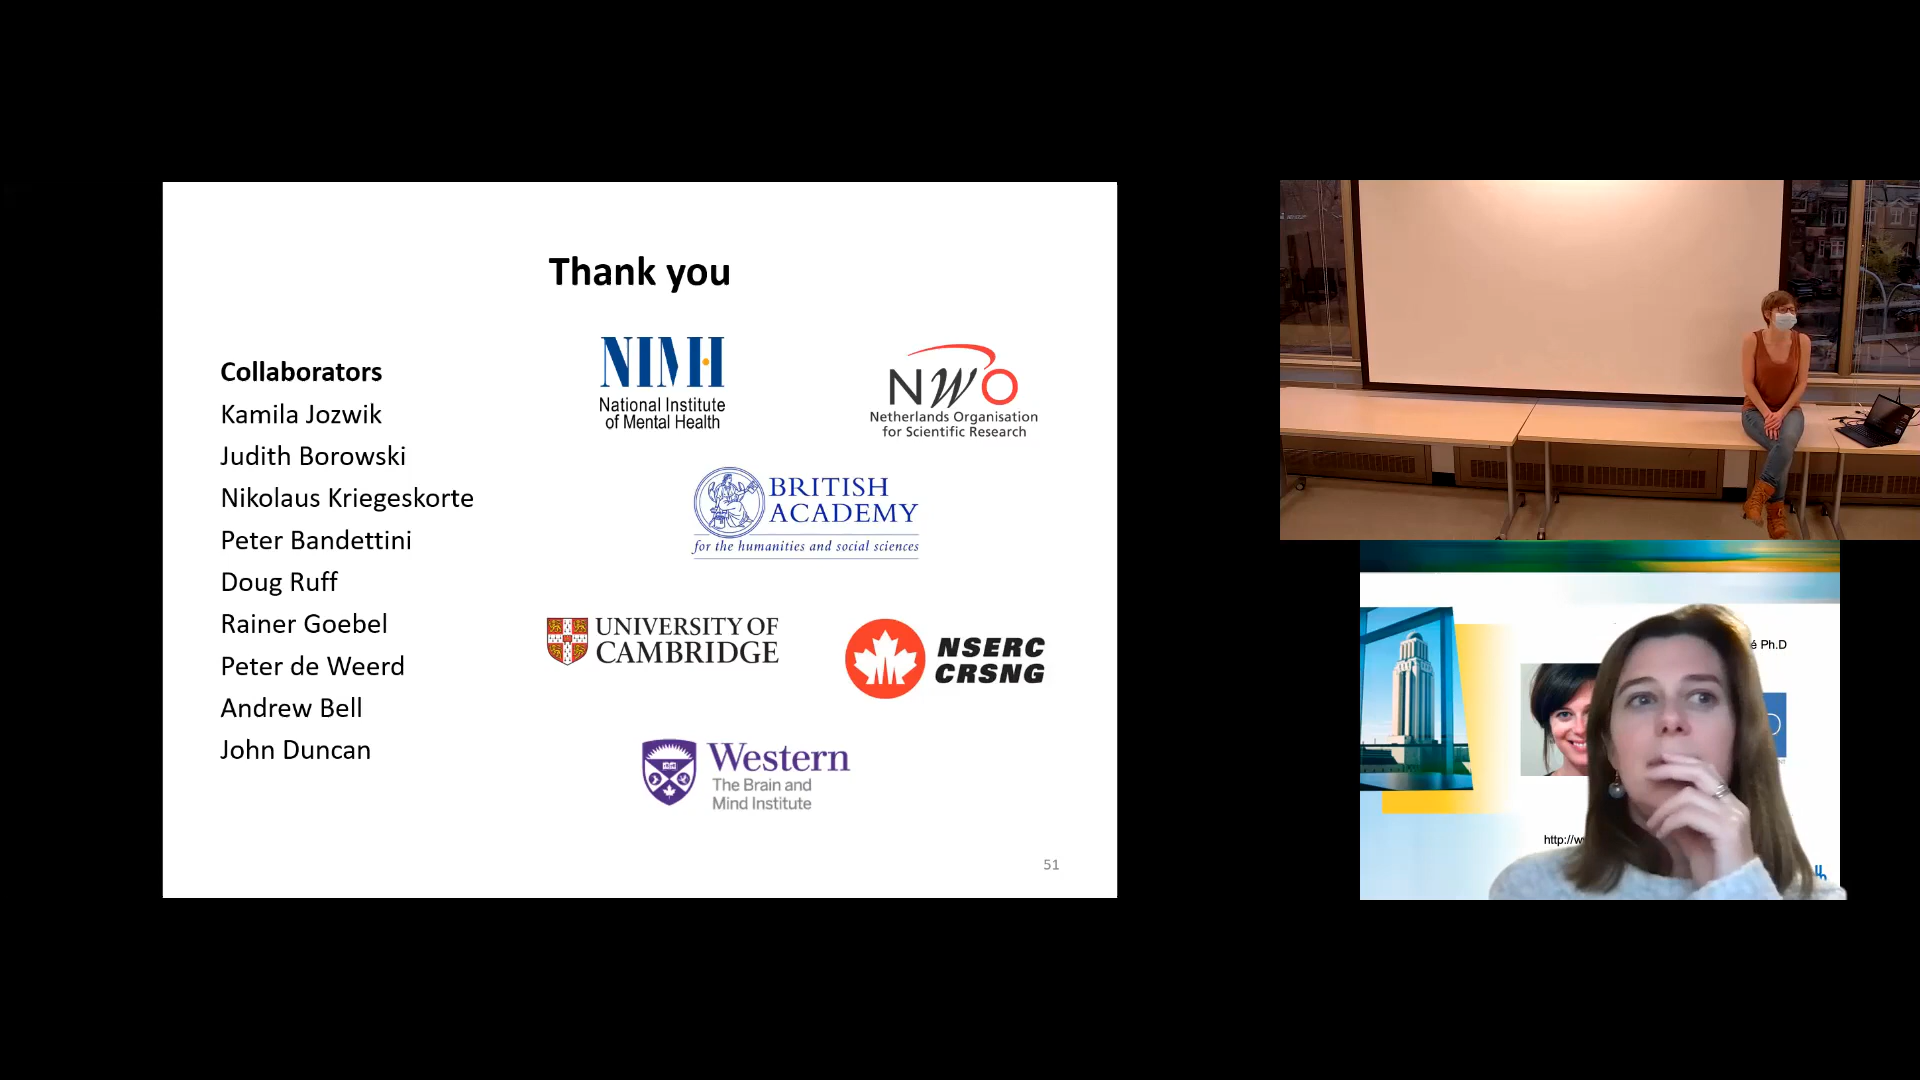 Thank you
Collaborators
Kamila Jozwik
Judith Borowski
Nikolaus Kriegeskorte
Peter Bandettini
Doug Ruff
Rainer Goebel
Peter de Weerd
Andrew Bell
John Duncan
NIMH
National Institute
of Mental Health
NWO
Netherlands Organisation
for Scientific Research
BRITISH
ACADEMY
for the humanities and social sciences
UNIVERSITY OF
CAMBRIDGE
NSERC
CRSNG
Western
The Brain and
Mind Institute
51
é Ph.D
http://w